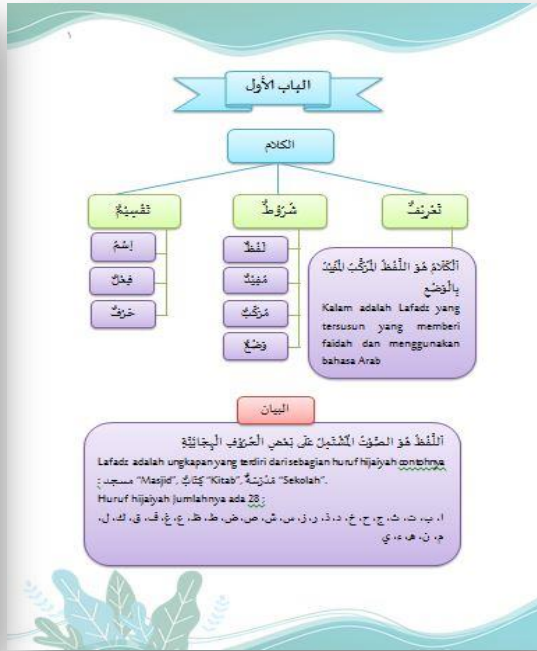 1
الباب الأول
الكلام
تَعْرِيْفٌ
شُرُوْطٌ
تَقْسِيْمٌ
اَلْكَلَامُ هُوَ اللَّفْظُ الْمُرَكَّبُ الْمُفِيْدُ
بِالْوَضْعِ
Kalam adalah Lafadz yang
tersusun yang memberi
faidah dan menggunakan
bahasa Arab
لَفْظٌ
مُفِيْدٌ
مُرَكَّبٌ
وَضْعٌ
اِسْمٌ
فِعْلٌ
حَرْفٌ
البيان
اَللَّفْظُ هُوَ الصَّوْتُ الْمُشْتَمِلُ عَلَى بَعْضِ الْحُرُوْفِ الْهِجَائِيَّةِ
Lafadz adalah ungkapan yang terdiri dari sebagian huruf hijaiyah contohnya
: مسجد "Masjid", كِتَابٌ "Kitab", مَدْرَسَةٌ "Sekolah".
Huruf hijaiyah Jumlahnya ada 28 :
ا، ب، ت، ث، ج، ح، خ، د، ذ، ر، ز، س، ش، ص، ض، ط، ظ، ع، غ، ف، ق، ك، ل،
م، ن، ه، ء، ي